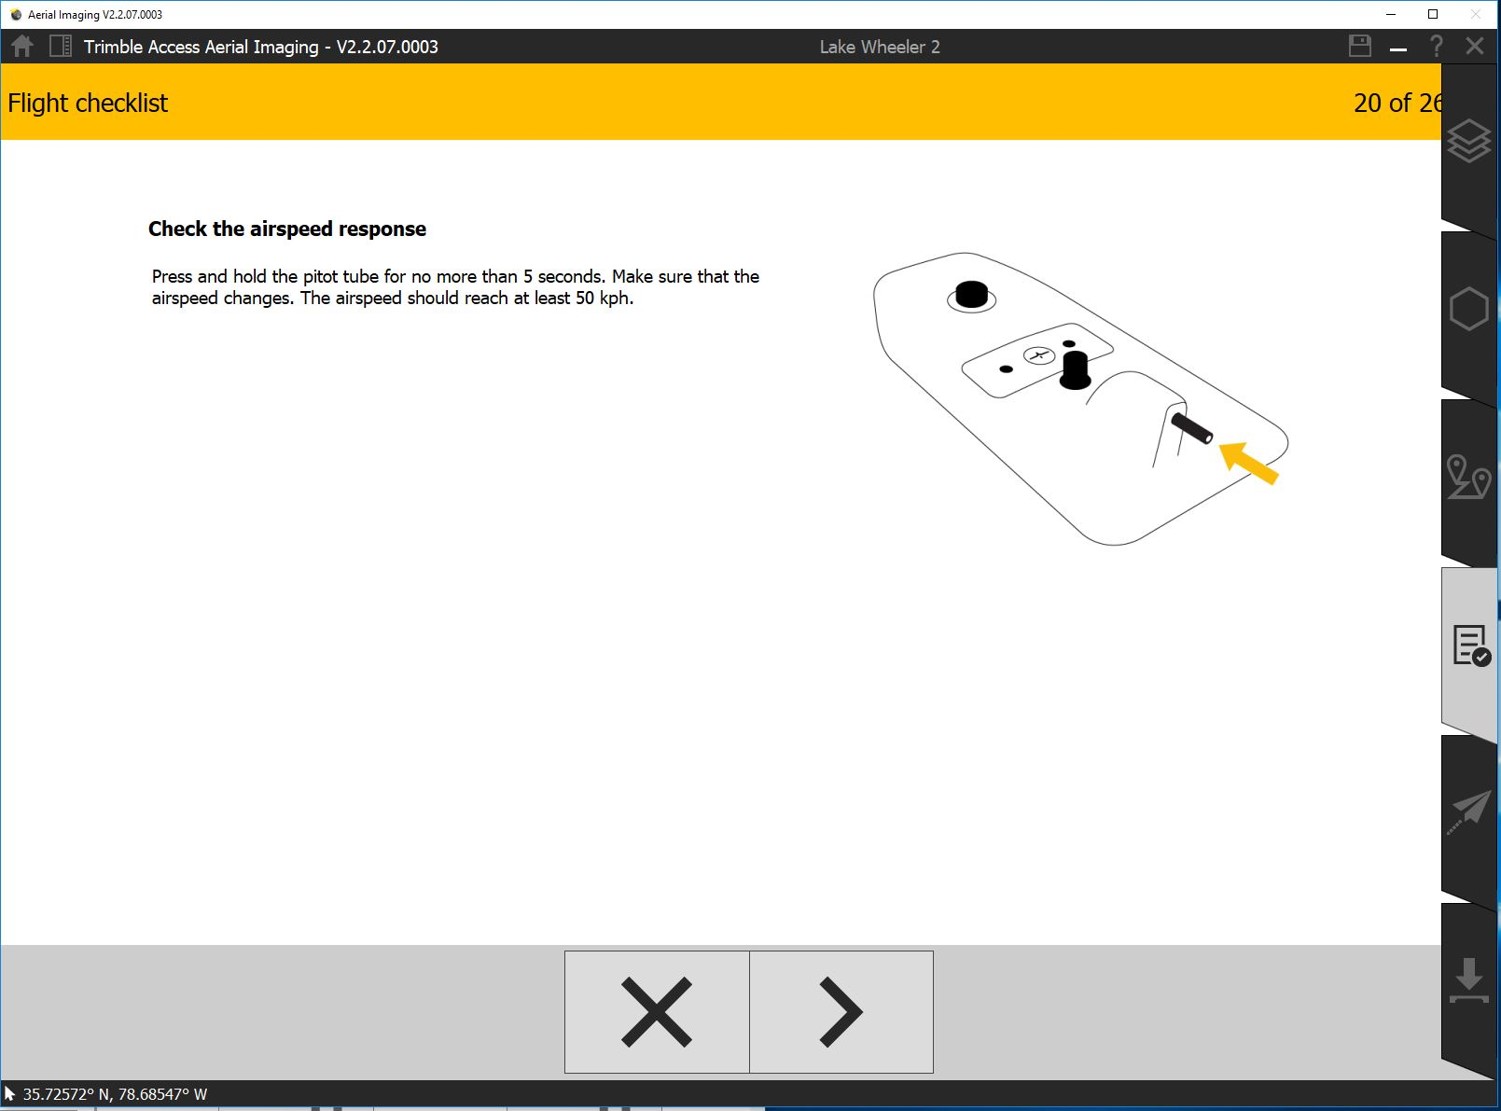 Aerial Imaging V2.2.07.0003
Trimble Access Aerial Imaging - V2.2.07.0003
Lake Wheeler 2
?
Flight checklist
20 of 26
Check the airspeed response
Press and hold the pitot tube for no more than 5 seconds. Make sure that the
airspeed changes. The airspeed should reach at least 50 kph.
35.72572° N, 78.68547° W